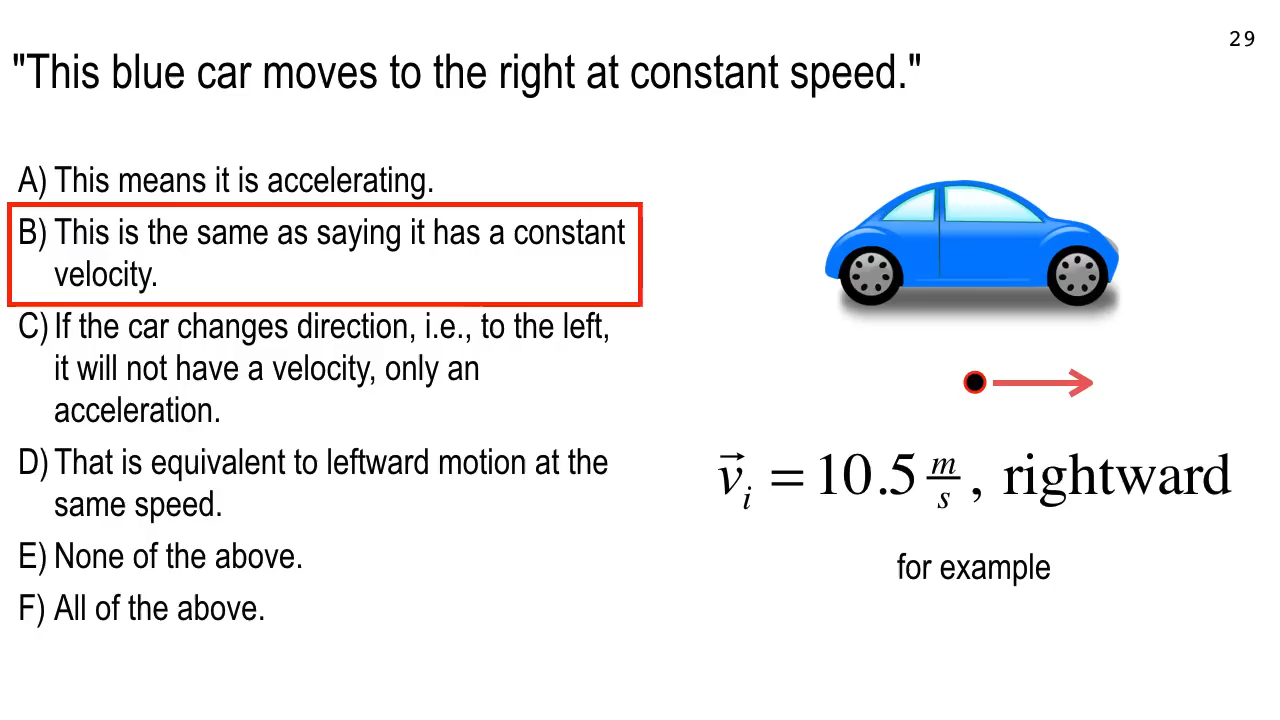 29
"This blue car moves to the right at constant speed."
A) This means it is accelerating.
B) This is the same as saying it has a constant
velocity.
C) If the car changes direction, i.e., to the left,
it will not have a velocity, only an
acceleration.
D) That is equivalent to leftward motion at the
same speed.
E) None of the above.
F) All of the above.
v⃗ᵢ = 10.5 m/s, rightward
for example